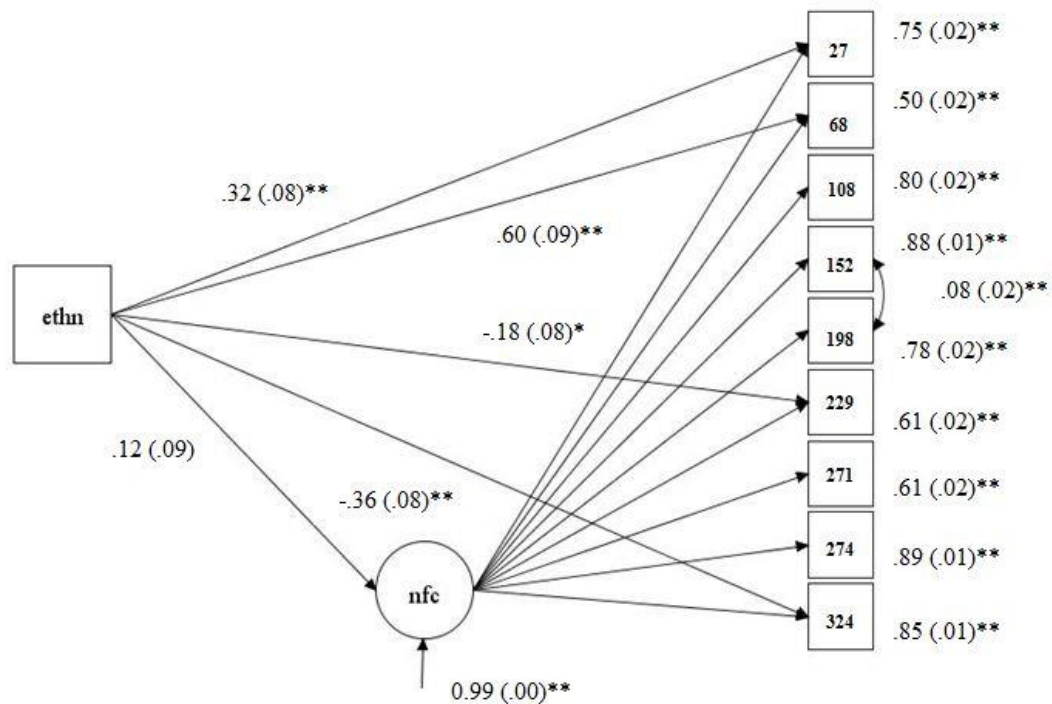 27 .75 (.02)**
68 .50 (.02)**
108 .80 (.02)**
.32 (.08)**
.60 (.09)**
152 .88 (.01)**
.08 (.02)**
ethn
-.18 (.08)*
198 .78 (.02)**
229 .61 (.02)**
.12 (.09)
271 .61 (.02)**
-.36 (.08)**
274 .89 (.01)**
nfc
324 .85 (.01)**
0.99 (.00)**